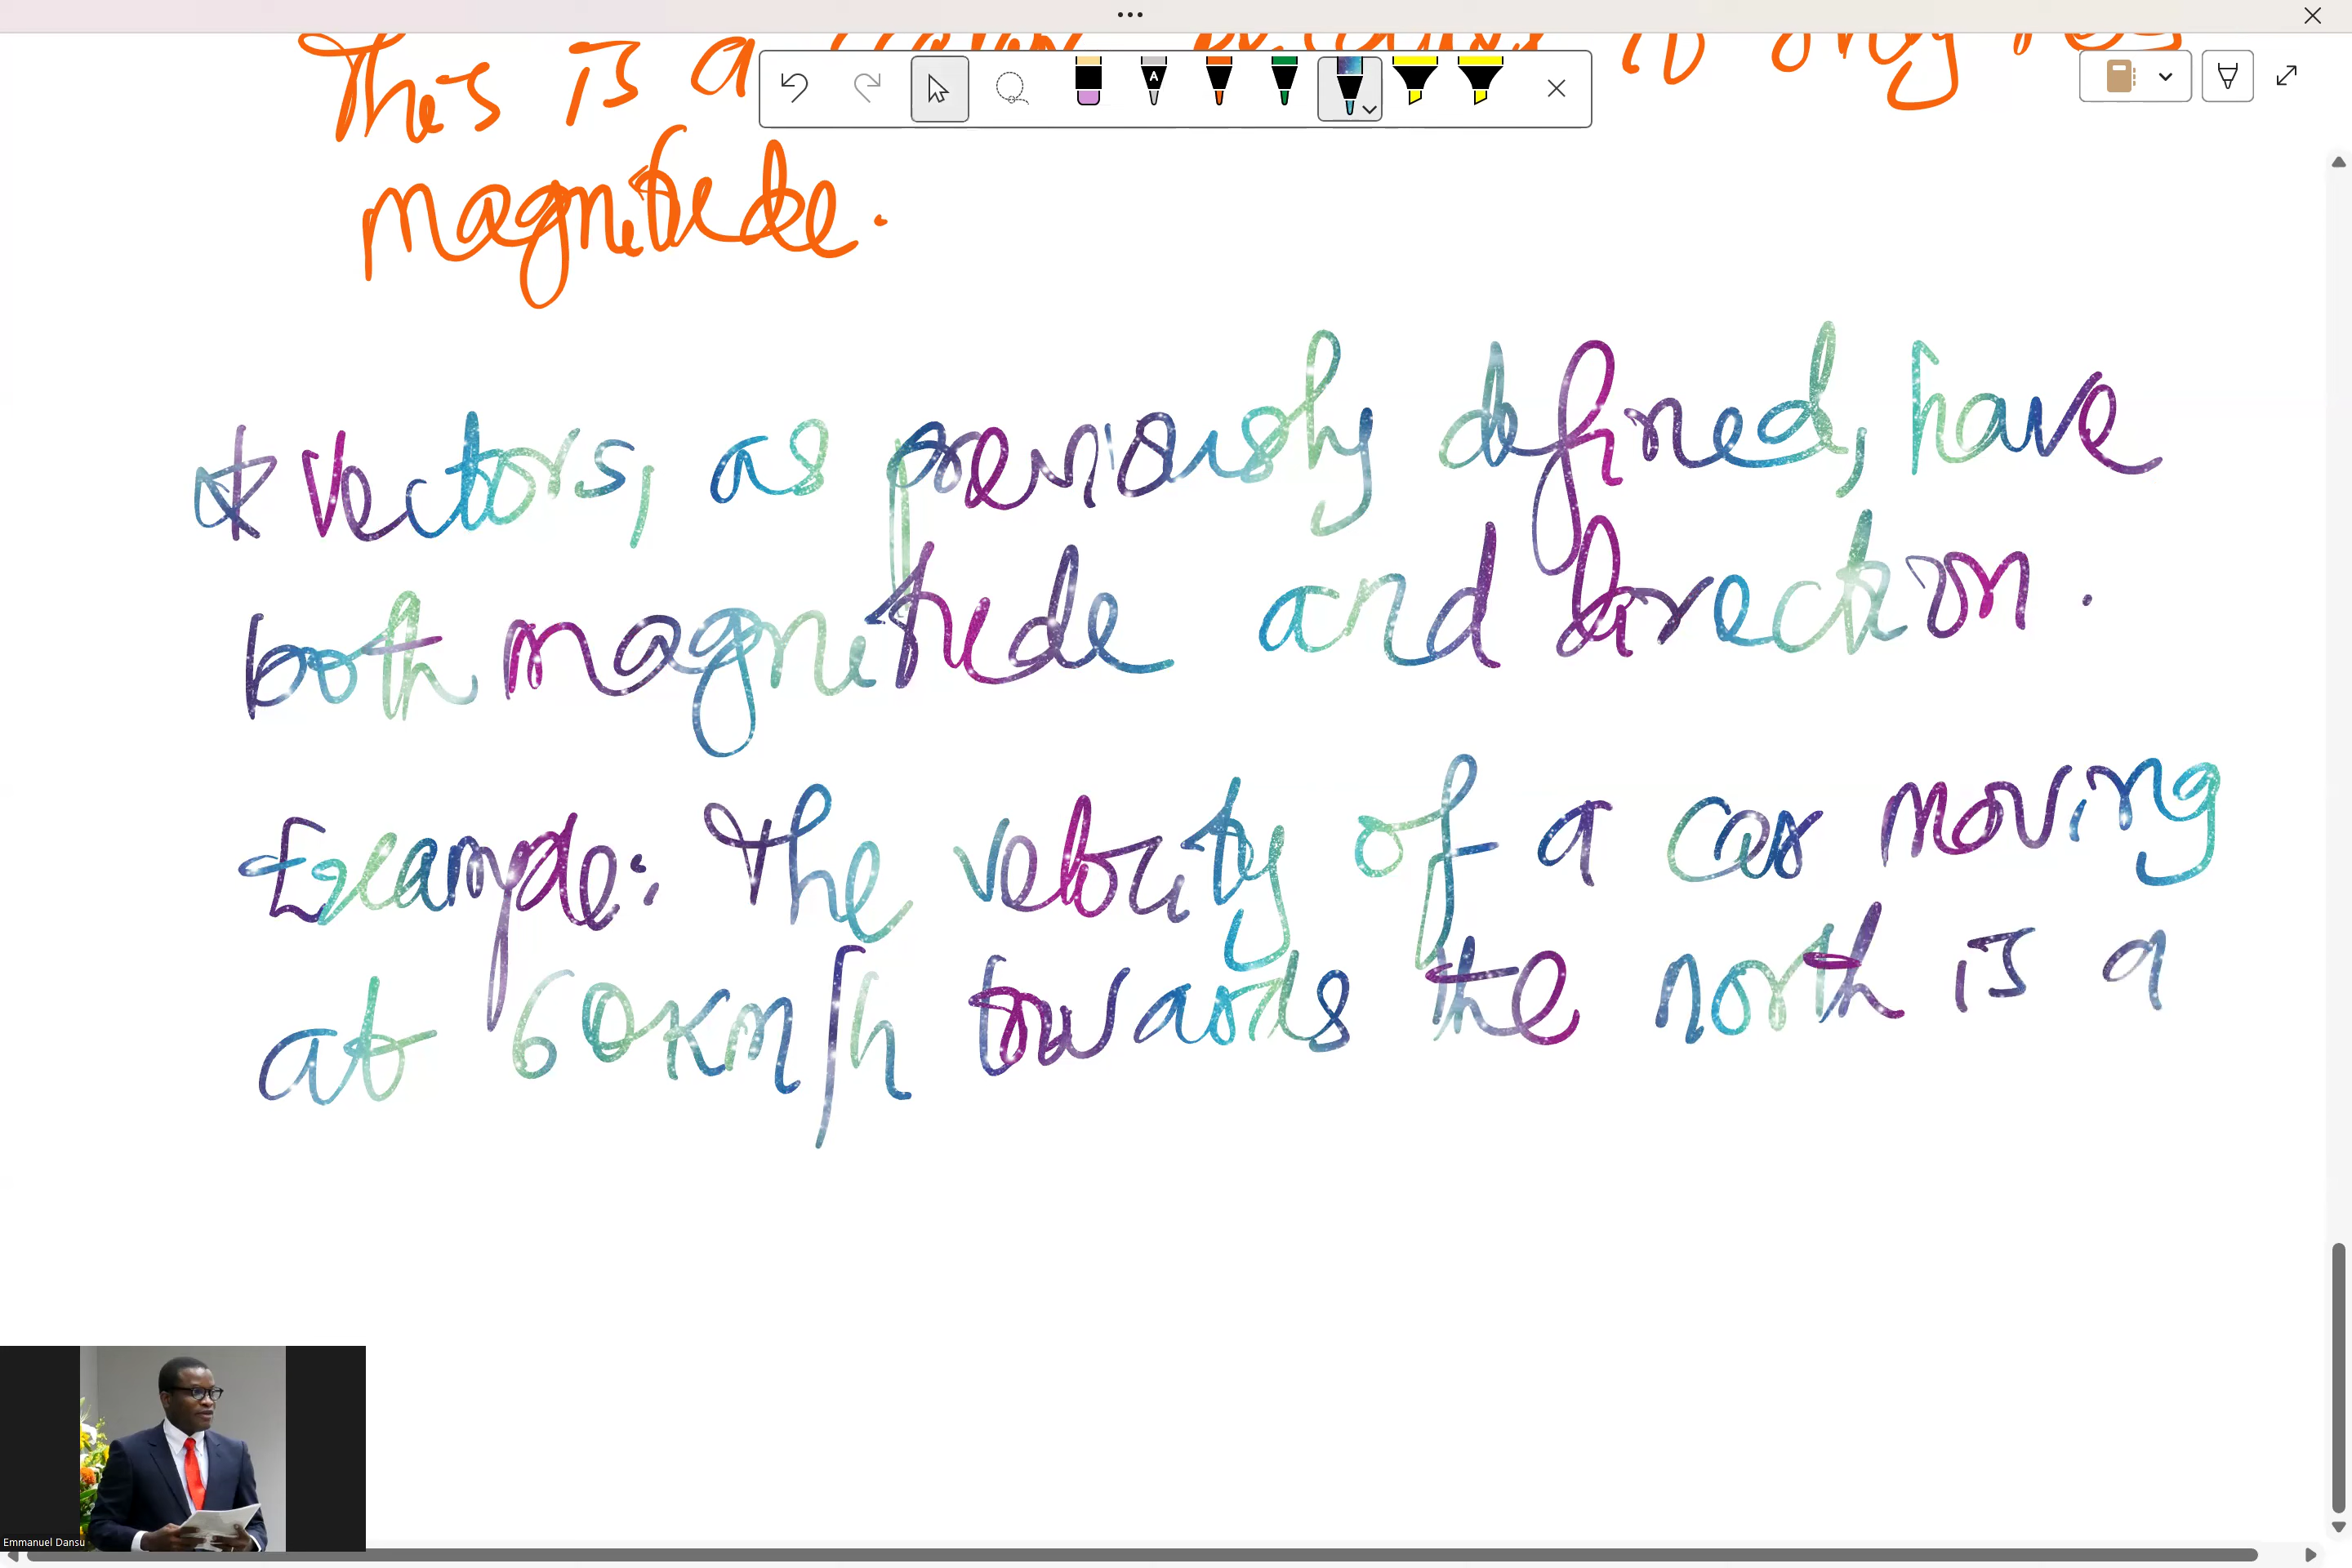 This is a
magnitude.
* Vectors, as previously defined, have
both magnitude and direction.
Example: The velocity of a car moving
at 60km/h towards the north is a
Emmanuel Dansu